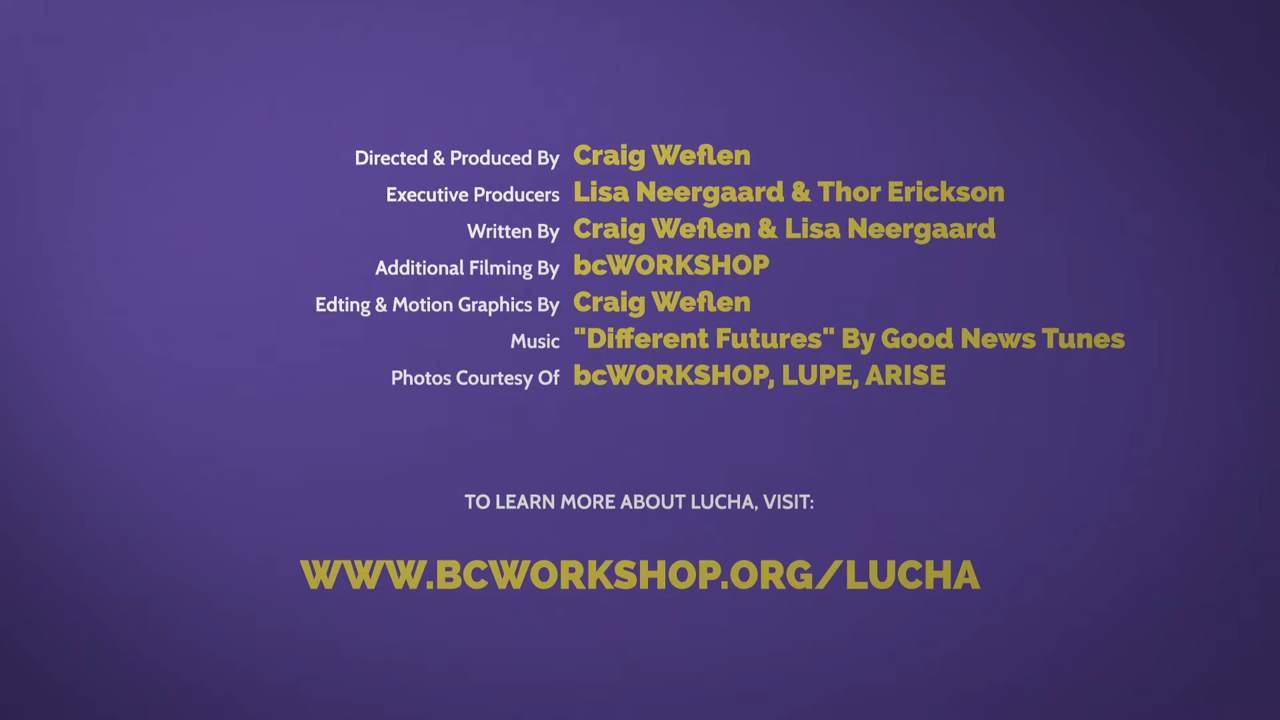 Directed & Produced By Craig Weflen
Executive Producers Lisa Neergaard & Thor Erickson
Written By Craig Weflen & Lisa Neergaard
Additional Filming By bcWORKSHOP
Edting & Motion Graphics By Craig Weflen
Music "Different Futures" By Good News Tunes
Photos Courtesy Of bcWORKSHOP, LUPE, ARISE
TO LEARN MORE ABOUT LUCHA, VISIT:
WWW.BCWORKSHOP.ORG/LUCHA